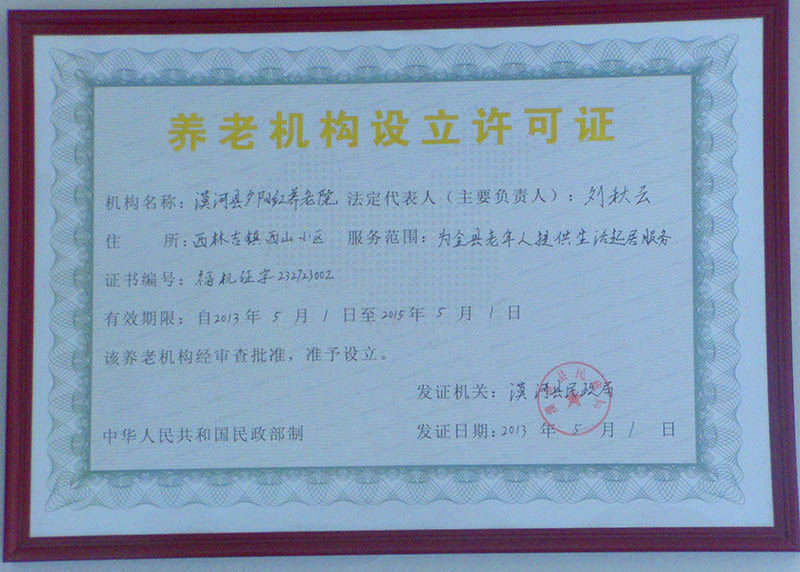 养老机构设立许可证
机构名称：漠河县夕阳红养老院 法定代表人（主要负责人）：刘秋云
住 所：西林吉镇西山小区 服务范围：为全县老年人提供生活起居服务
证书编号：福机证字232723002
有效期限：自2013年5月1日至2015年5月1日
该养老机构经审查批准，准予设立。
发证机关：漠河县民政局
中华人民共和国民政部制 发证日期：2013年5月1日